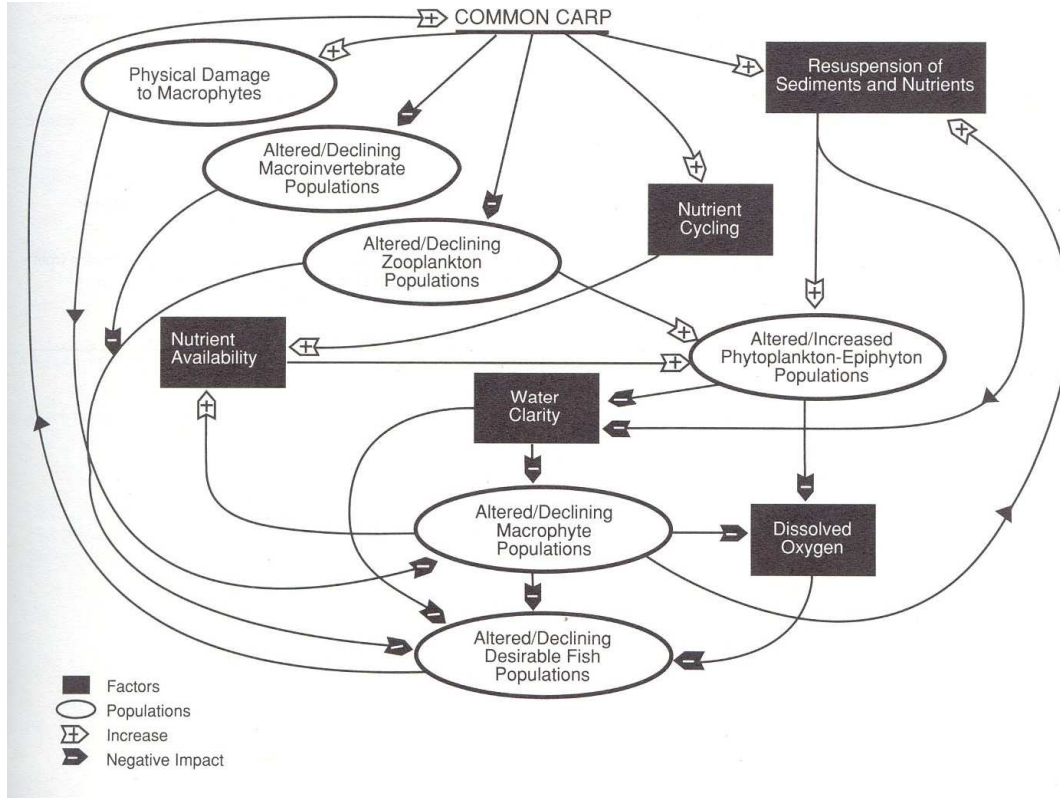 COMMON CARP
Physical Damage
to Macrophytes
Resuspension of
Sediments and Nutrients
Altered/Declining
Macroinvertebrate
Populations
Nutrient
Cycling
Altered/Declining
Zooplankton
Populations
Nutrient
Availability
Altered/Increased
Phytoplankton-Epiphyton
Populations
Water
Clarity
Altered/Declining
Macrophyte
Populations
Dissolved
Oxygen
Altered/Declining
Desirable Fish
Populations
Factors
Populations
Increase
Negative Impact